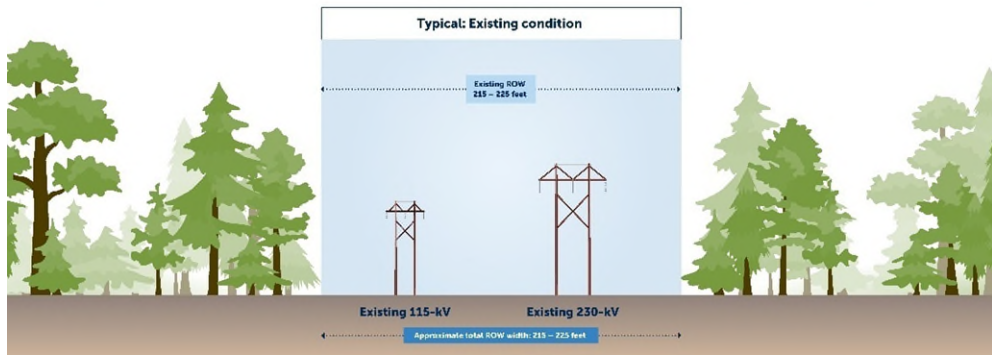 Typical: Existing condition
Existing ROW
215 – 225 feet
Existing 115-kV
Existing 230-kV
Approximate total ROW width: 215 – 225 feet